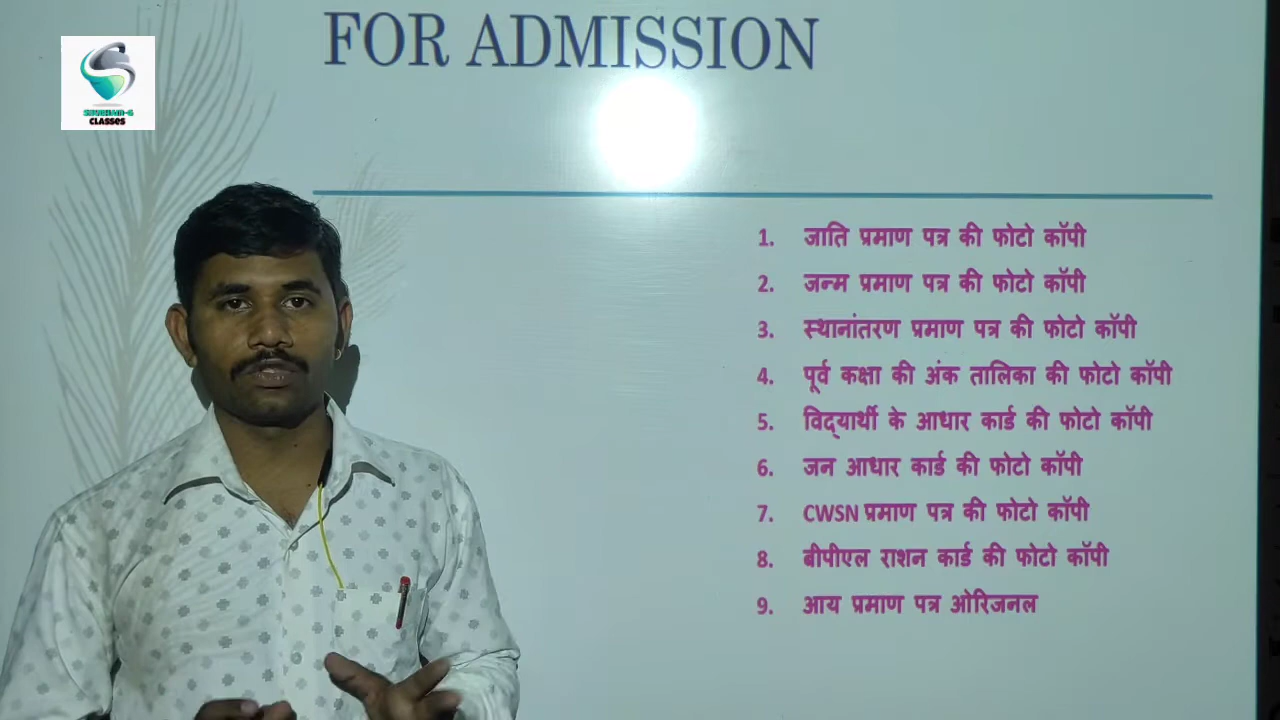 FOR ADMISSION
CLASSES
1. जाति प्रमाण पत्र की फोटो कॉपी
2. जन्म प्रमाण पत्र की फोटो कॉपी
3. स्थानांतरण प्रमाण पत्र की फोटो कॉपी
4. पूर्व कक्षा की अंक तालिका की फोटो कॉपी
5. विद्यार्थी के आधार कार्ड की फोटो कॉपी
6. जन आधार कार्ड की फोटो कॉपी
7. CWSN प्रमाण पत्र की फोटो कॉपी
8. बीपीएल राशन कार्ड की फोटो कॉपी
9. आय प्रमाण पत्र ओरिजनल